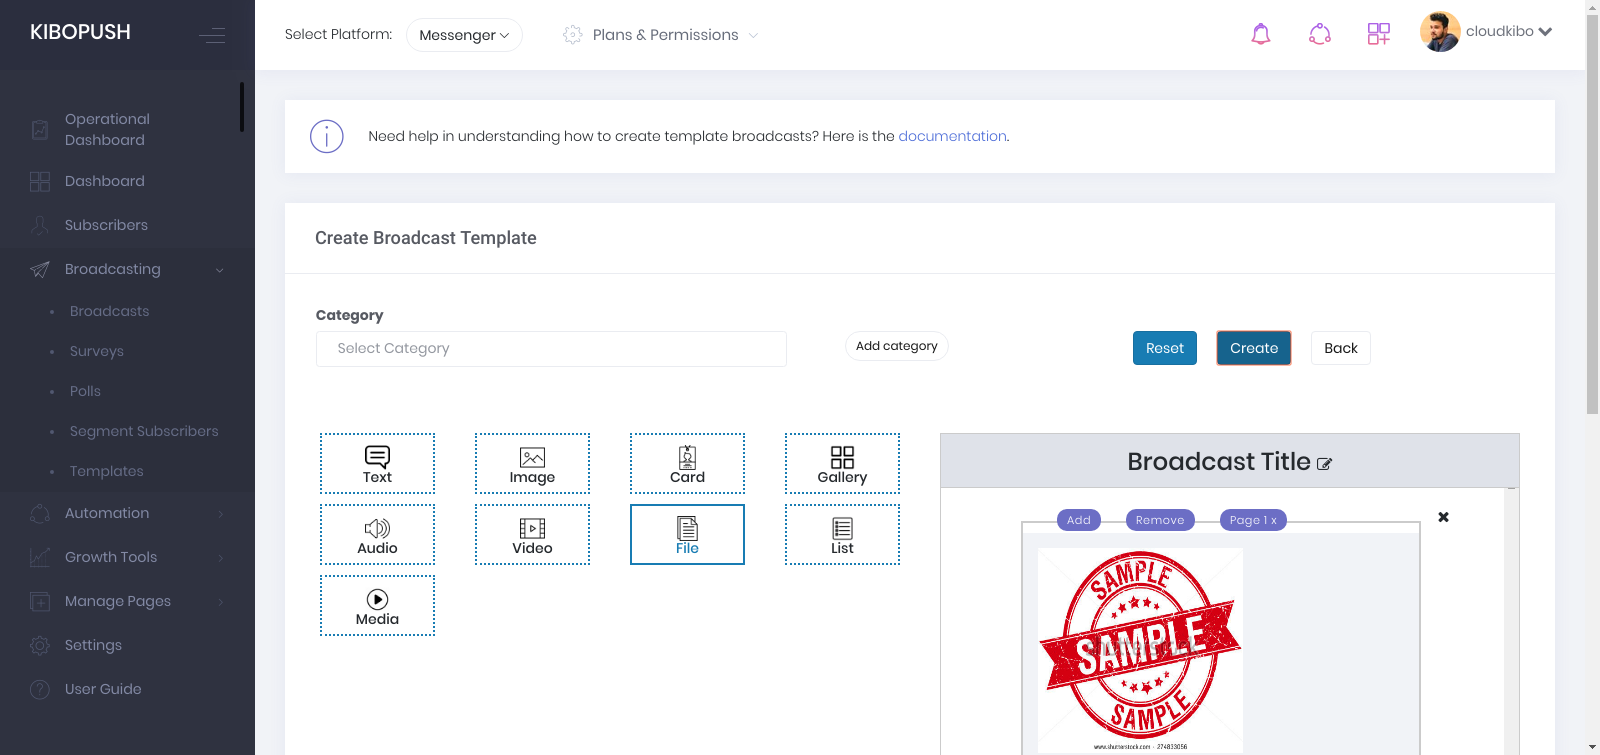 KIBOPUSH
Select Platform: Messenger
Plans & Permissions
cloudkibo
Operational
Dashboard
Dashboard
Subscribers
Broadcasting
Broadcasts
Surveys
Polls
Segment Subscribers
Templates
Automation
Growth Tools
Manage Pages
Settings
User Guide
Need help in understanding how to create template broadcasts? Here is the documentation.
Create Broadcast Template
Category
Select Category
Add category
Reset
Create
Back
Text
Image
Card
Gallery
Audio
Video
File
List
Media
Broadcast Title
Add
Remove
Page 1 x
SAMPLE
SAMPLE
shutterstock
SAMPLE
www.shutterstock.com · 274833056